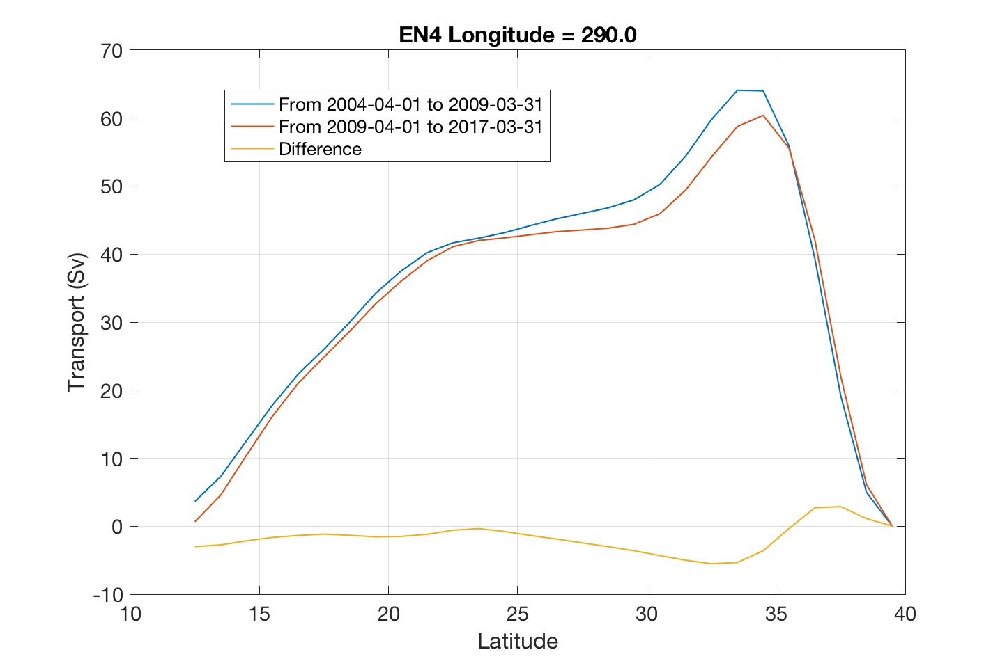 EN4 Longitude = 290.0
70
60
50
40
30
20
10
0
-10
Transport (Sv)
From 2004-04-01 to 2009-03-31
From 2009-04-01 to 2017-03-31
Difference
10 15 20 25 30 35 40
Latitude